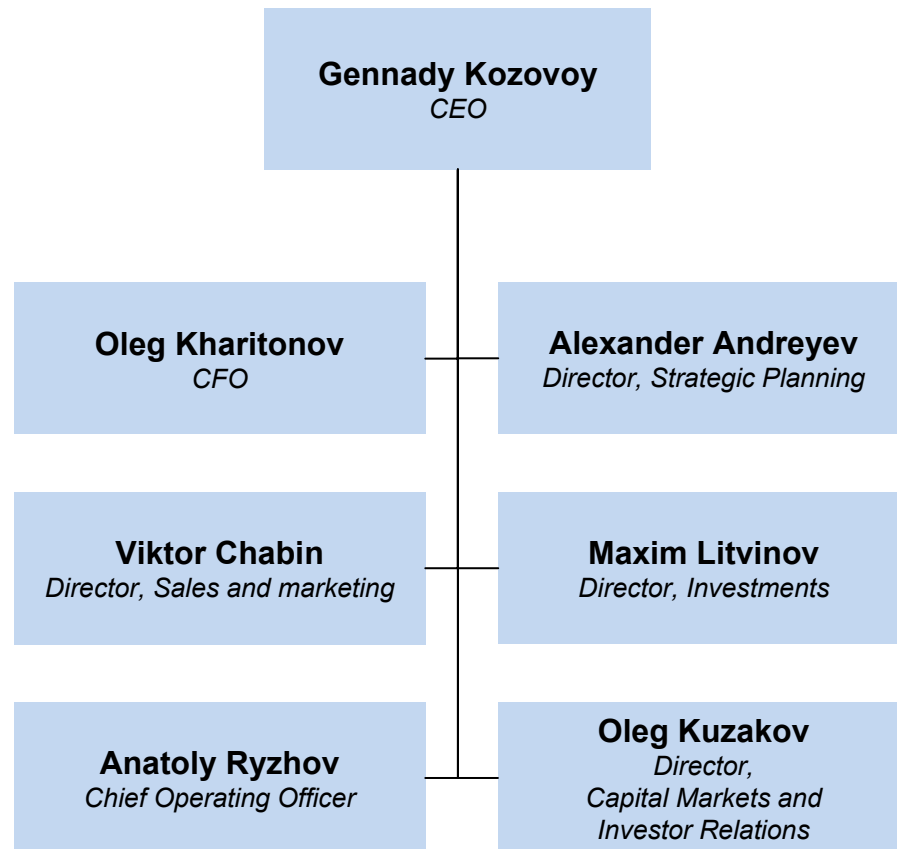 Gennady Kozovoy
CEO
Oleg Kharitonov
CFO
Alexander Andreyev
Director, Strategic Planning
Viktor Chabin
Director, Sales and marketing
Maxim Litvinov
Director, Investments
Anatoly Ryzhov
Chief Operating Officer
Oleg Kuzakov
Director,
Capital Markets and
Investor Relations